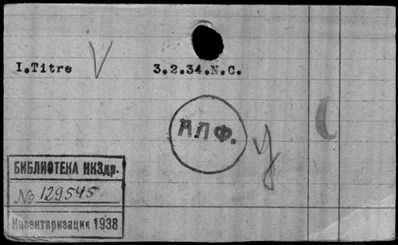 I.Titre V 3.2.34.N.C.
АЛФ.
у
БИБЛИОТЕКА НКЗдр.
№ 129545
Инвентаризация 1938